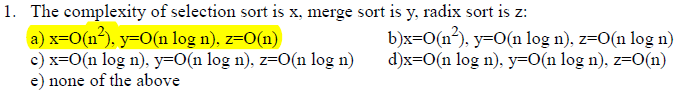 1. The complexity of selection sort is x, merge sort is y, radix sort is z:
a) x=O(n²), y=O(n log n), z=O(n) b)x=O(n²), y=O(n log n), z=O(n log n)
c) x=O(n log n), y=O(n log n), z=O(n log n) d)x=O(n log n), y=O(n log n), z=O(n)
e) none of the above